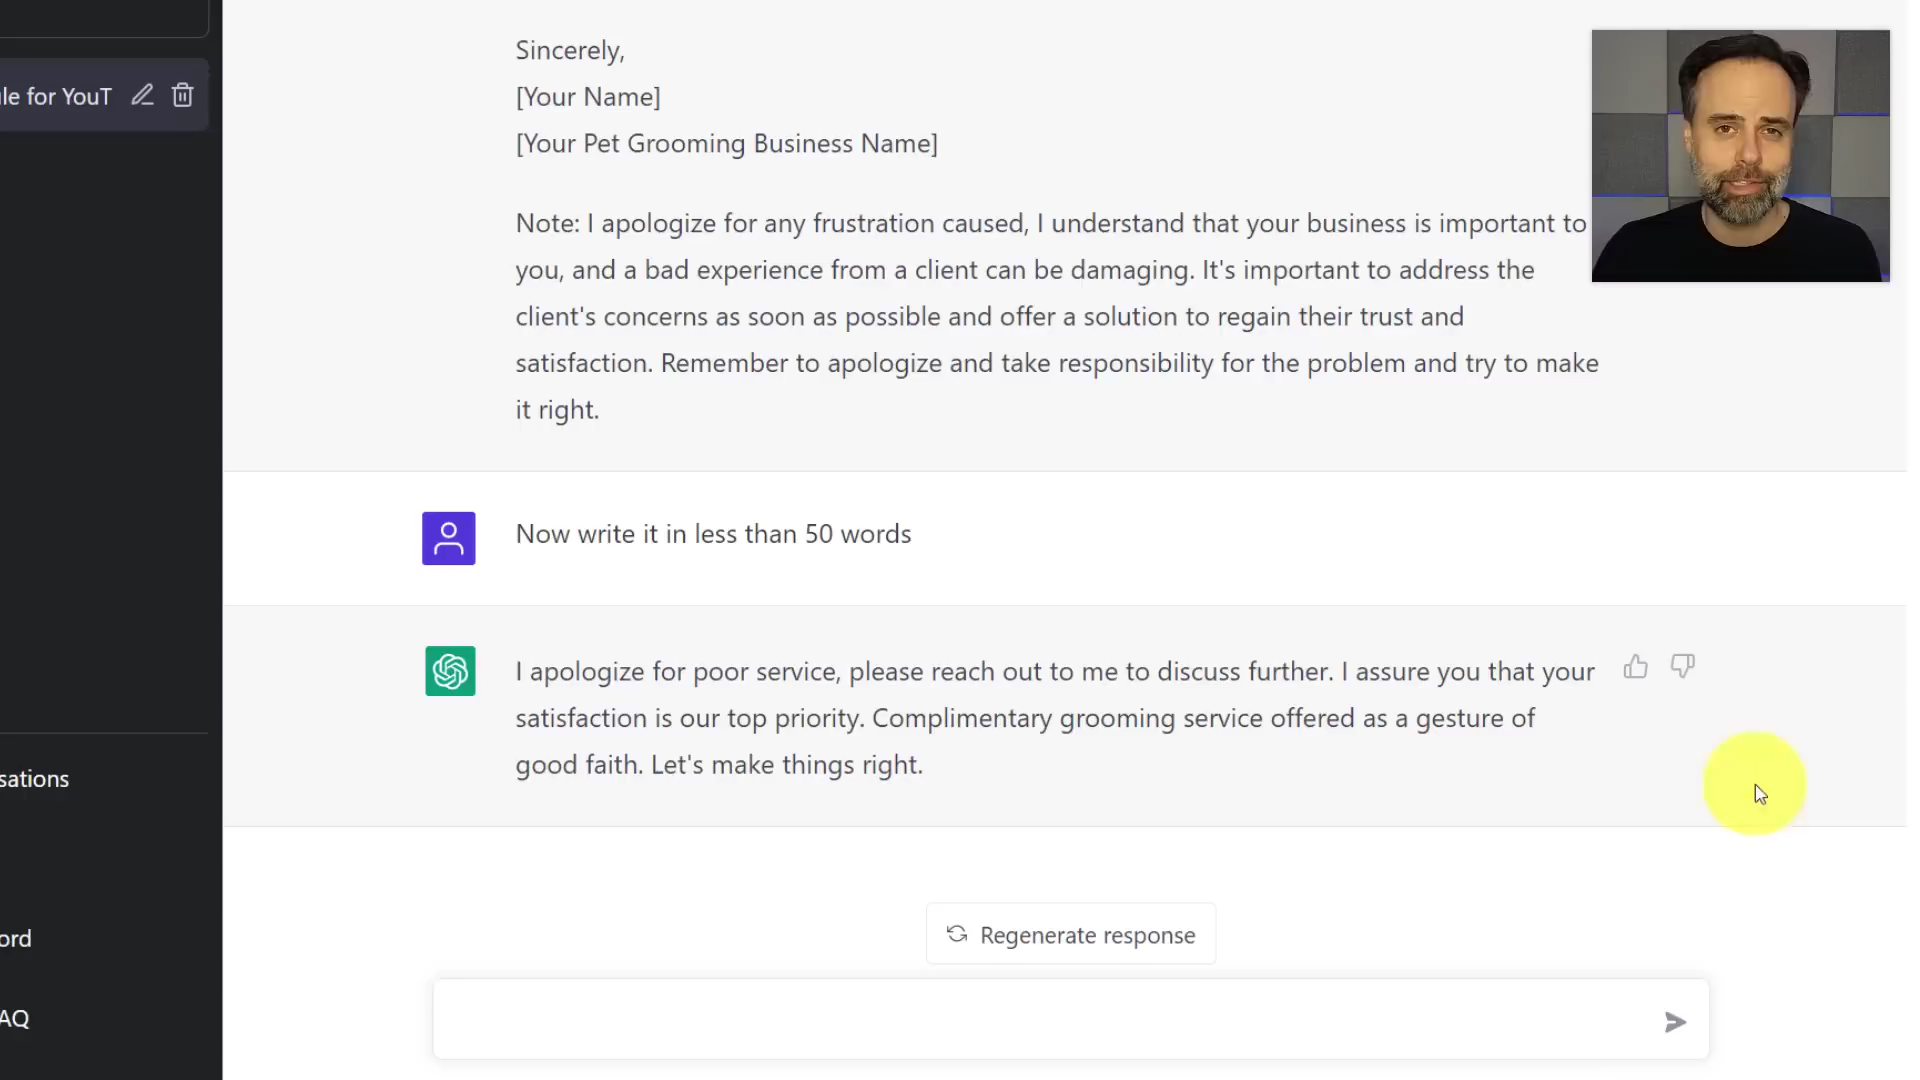 Sincerely,
[Your Name]
[Your Pet Grooming Business Name]
Note: I apologize for any frustration caused, I understand that your business is important to
you, and a bad experience from a client can be damaging. It's important to address the
client's concerns as soon as possible and offer a solution to regain their trust and
satisfaction. Remember to apologize and take responsibility for the problem and try to make
it right.
le for YouT
Now write it in less than 50 words
I apologize for poor service, please reach out to me to discuss further. I assure you that your
satisfaction is our top priority. Complimentary grooming service offered as a gesture of
good faith. Let's make things right.
sations
ord
AQ
Regenerate response